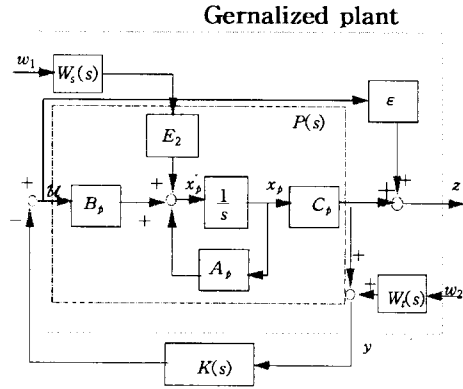 Gernalized plant
w₁
Wₛ(s)
ε
P(s)
E₂
+
+
+
+
u
Bₚ
+
+
ẋₚ
1/s
xₚ
Cₚ
z
−
Aₚ
+
+
Wₜ(s)
w₂
y
K(s)